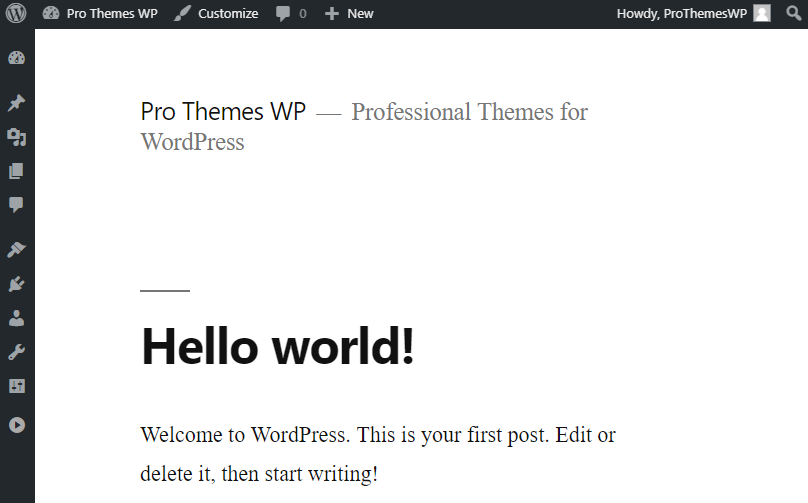 Pro Themes WP Customize 0 New Howdy, ProThemesWP
Pro Themes WP — Professional Themes for
WordPress
Hello world!
Welcome to WordPress. This is your first post. Edit or
delete it, then start writing!